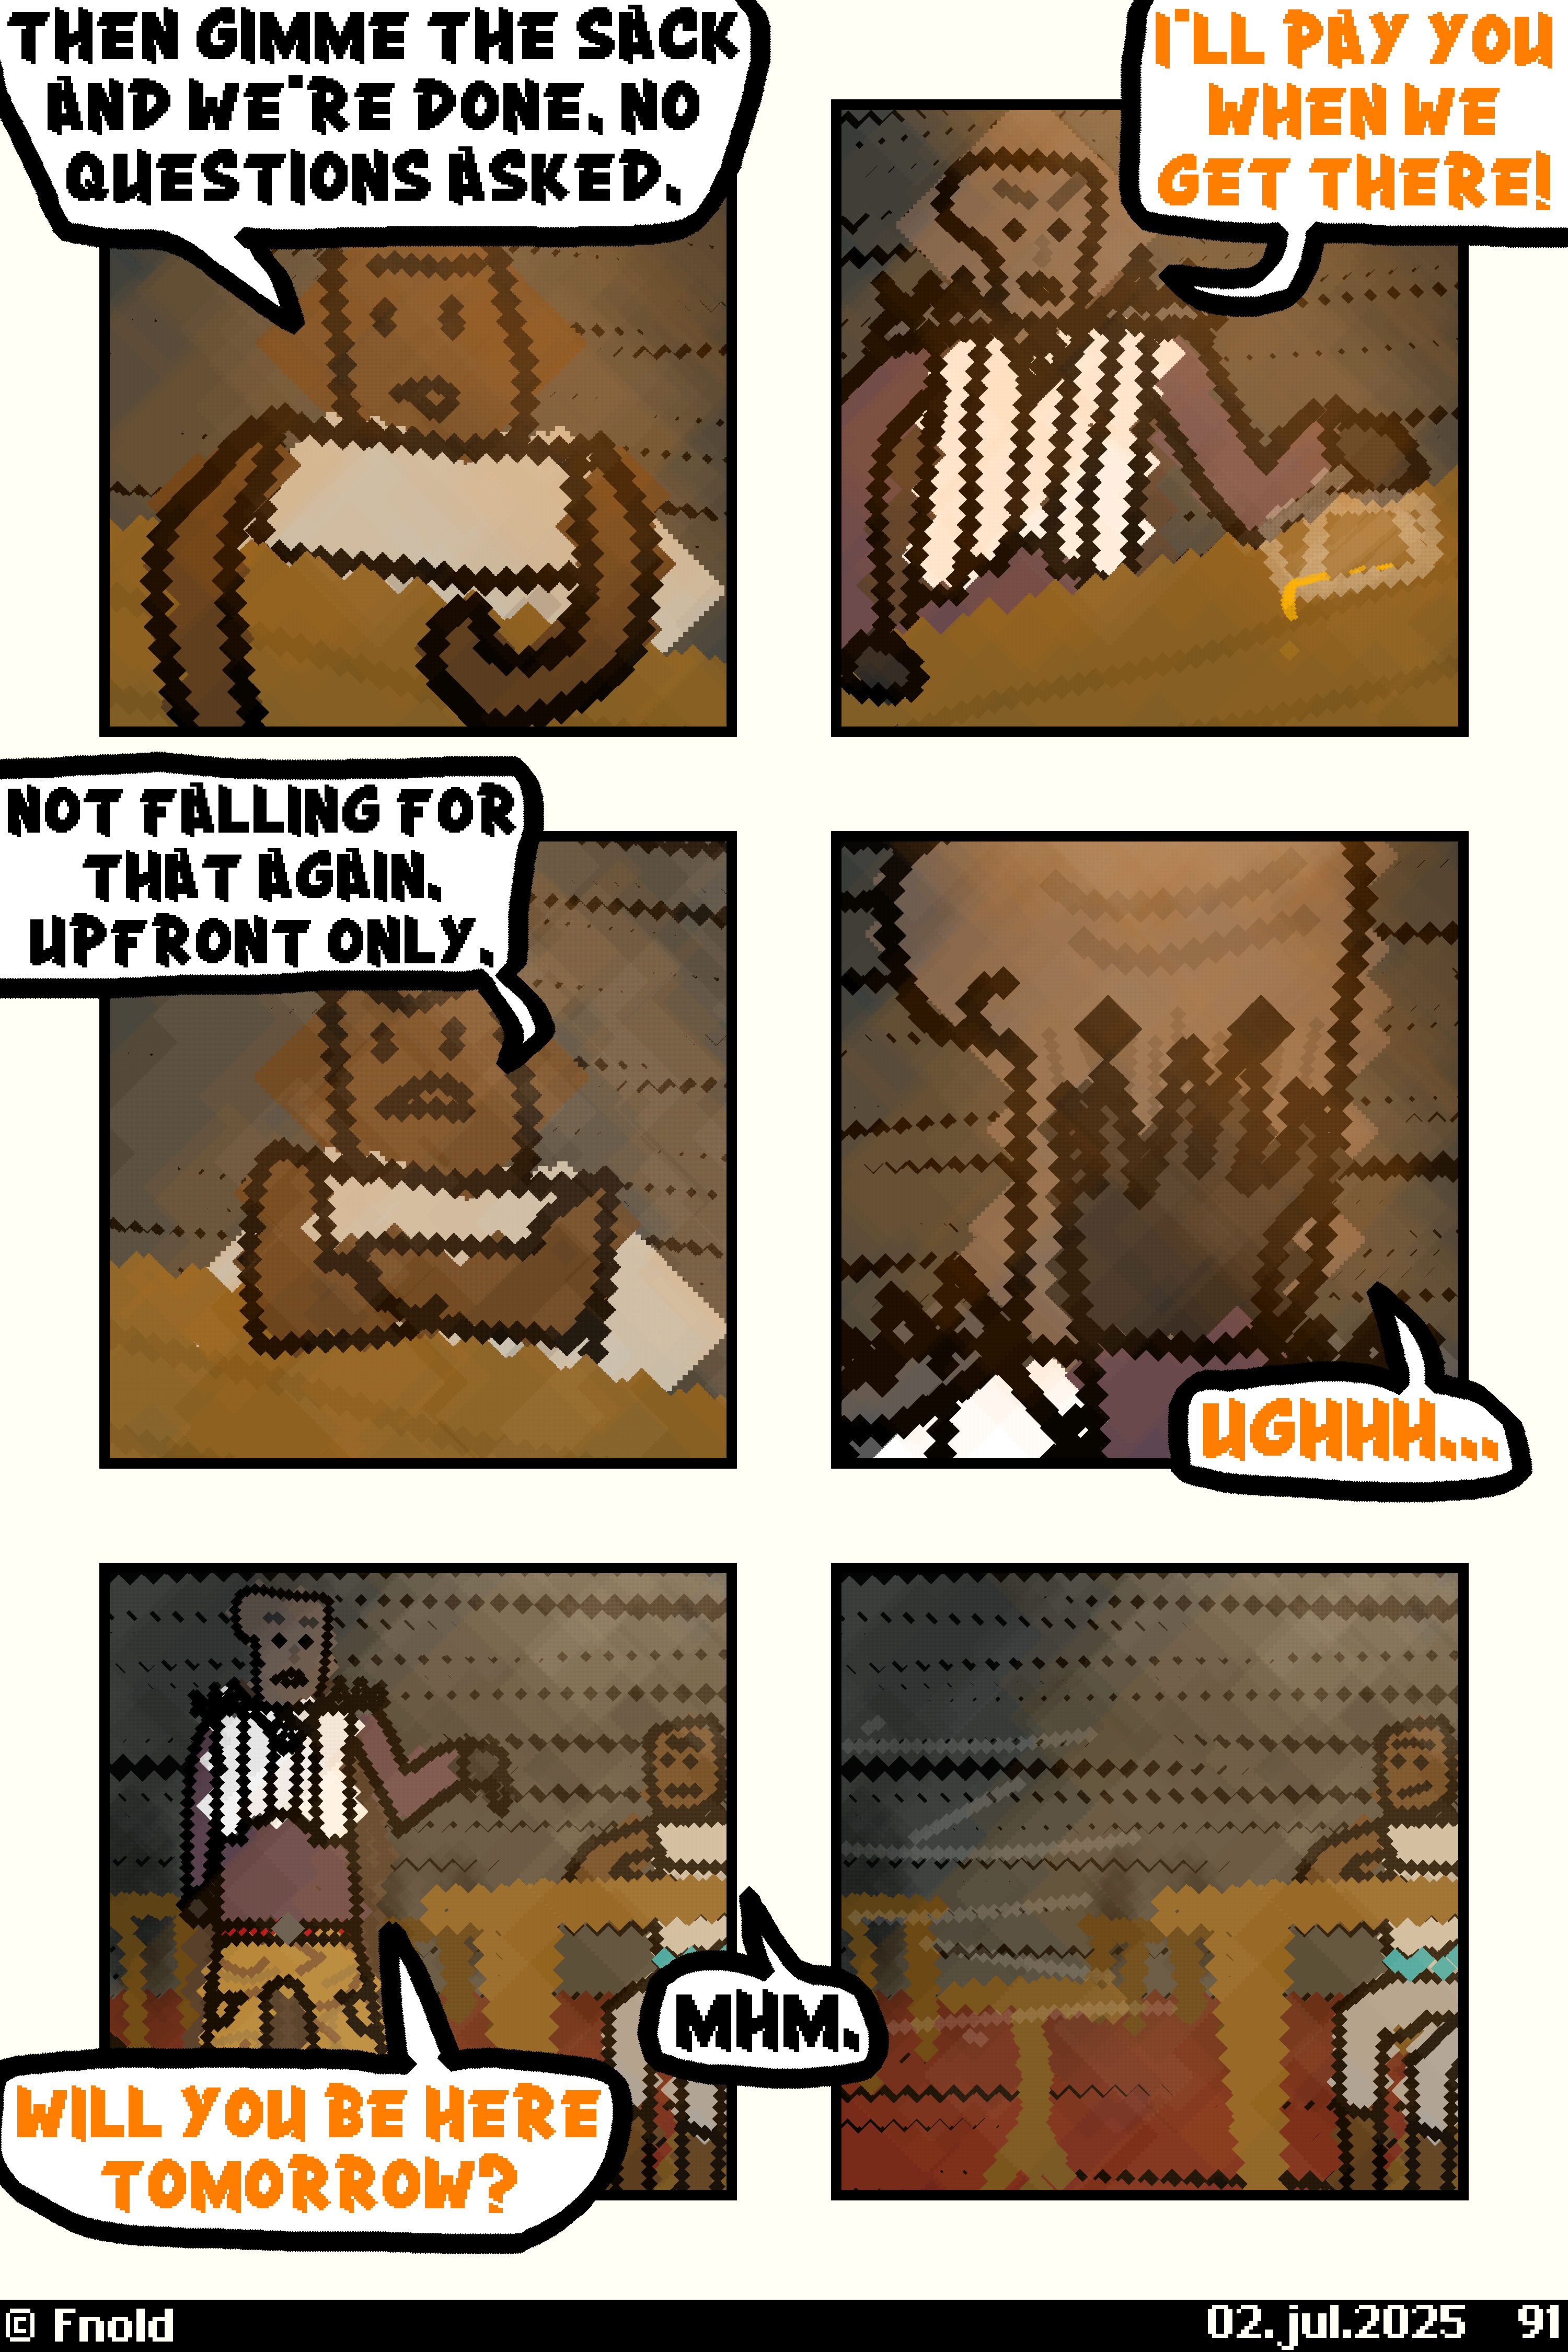 THEN GIMME THE SACK
AND WE'RE DONE. NO
QUESTIONS ASKED.
I'LL PAY YOU
WHEN WE
GET THERE!
NOT FALLING FOR
THAT AGAIN.
UPFRONT ONLY.
UGHHH...
WILL YOU BE HERE
TOMORROW?
MHM.
© Fnold
02.jul.2025 91